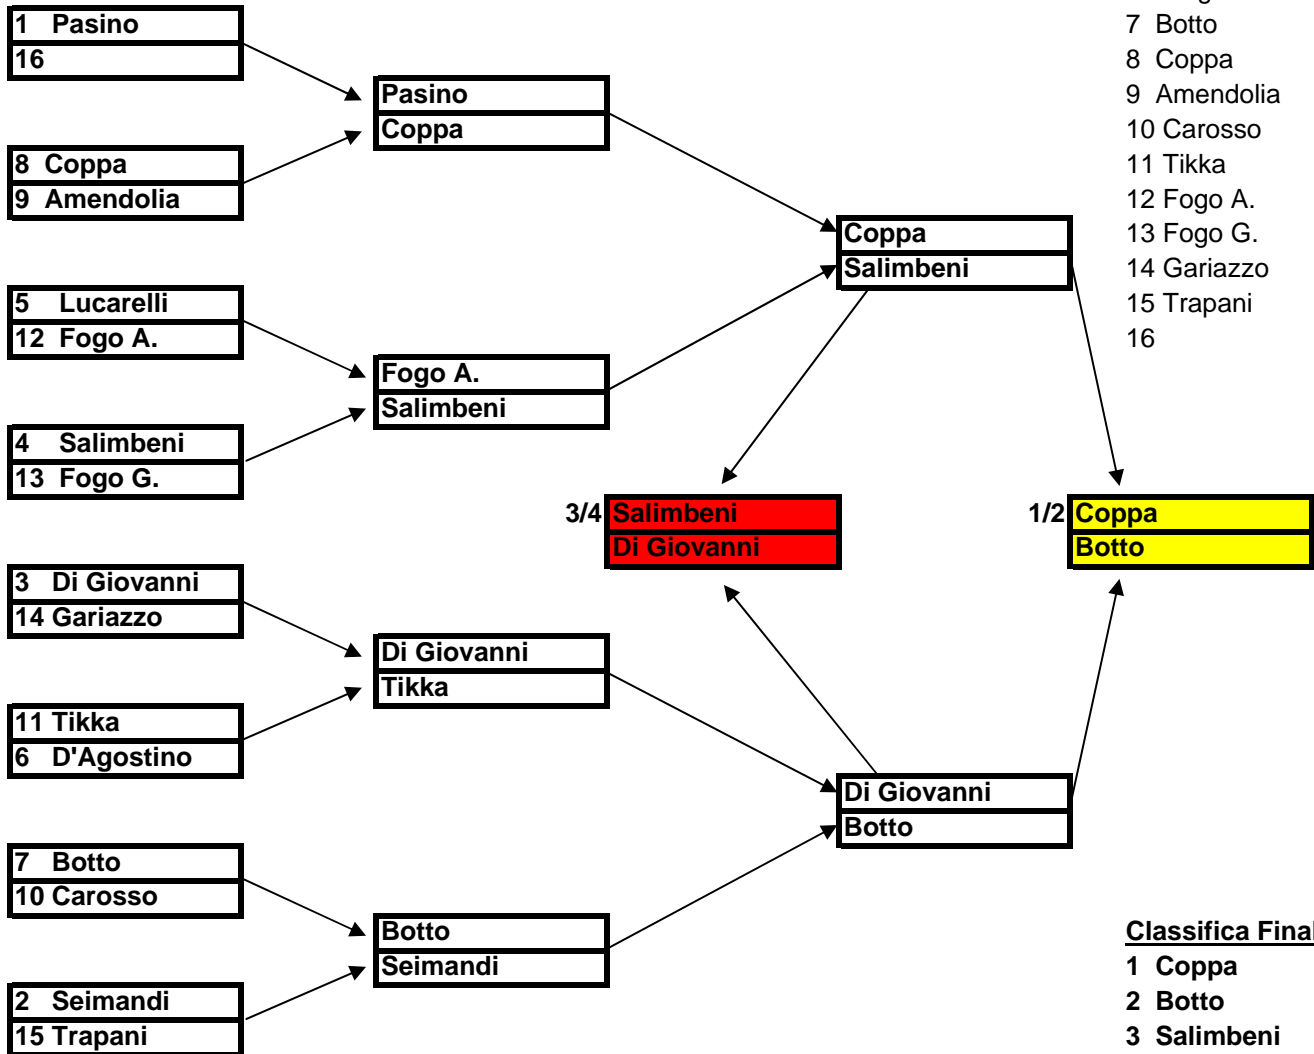 1 Pasino
16
8 Coppa
9 Amendolia
5 Lucarelli
12 Fogo A.
4 Salimbeni
13 Fogo G.
3 Di Giovanni
14 Gariazzo
11 Tikka
6 D'Agostino
7 Botto
10 Carosso
2 Seimandi
15 Trapani
Pasino
Coppa
Fogo A.
Salimbeni
Di Giovanni
Tikka
Botto
Seimandi
Coppa
Salimbeni
Di Giovanni
Botto
3/4 Salimbeni
Di Giovanni
1/2 Coppa
Botto
7 Botto
8 Coppa
9 Amendolia
10 Carosso
11 Tikka
12 Fogo A.
13 Fogo G.
14 Gariazzo
15 Trapani
16
Classifica Final
1 Coppa
2 Botto
3 Salimbeni